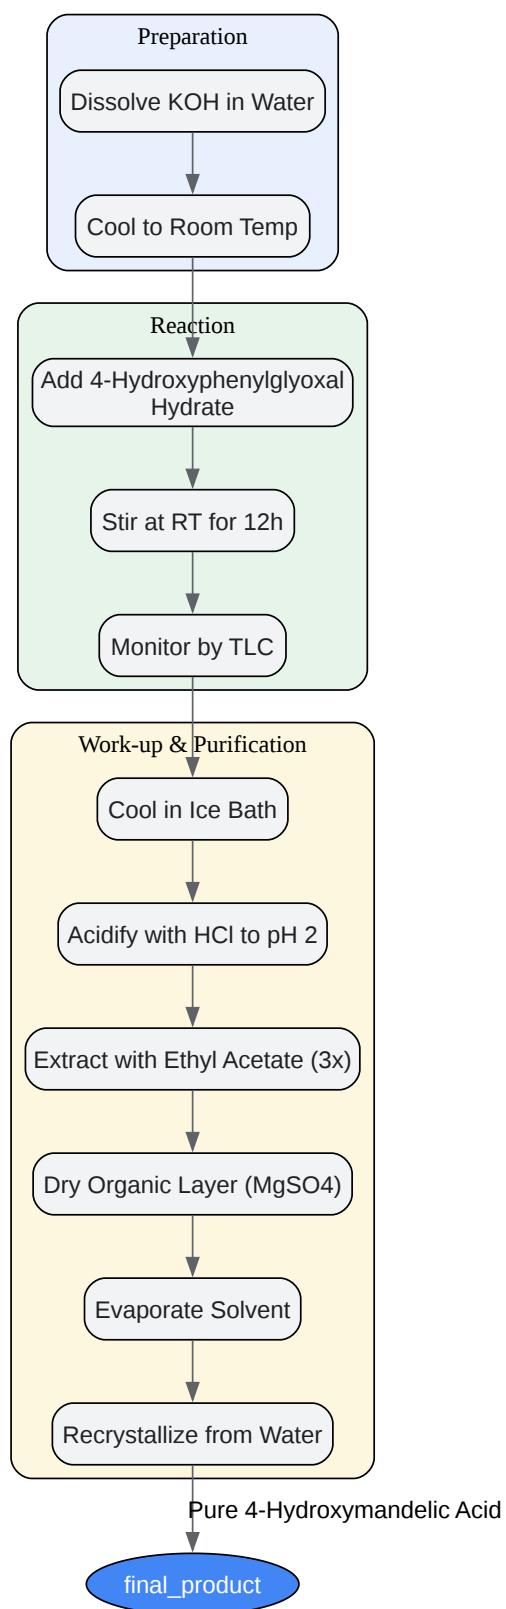 Preparation
Dissolve KOH in Water
Cool to Room Temp
Reaction
Add 4-Hydroxyphenylglyoxal
Hydrate
Stir at RT for 12h
Monitor by TLC
Work-up & Purification
Cool in Ice Bath
Acidify with HCl to pH 2
Extract with Ethyl Acetate (3x)
Dry Organic Layer (MgSO4)
Evaporate Solvent
Recrystallize from Water
Pure 4-Hydroxymandelic Acid
final_product